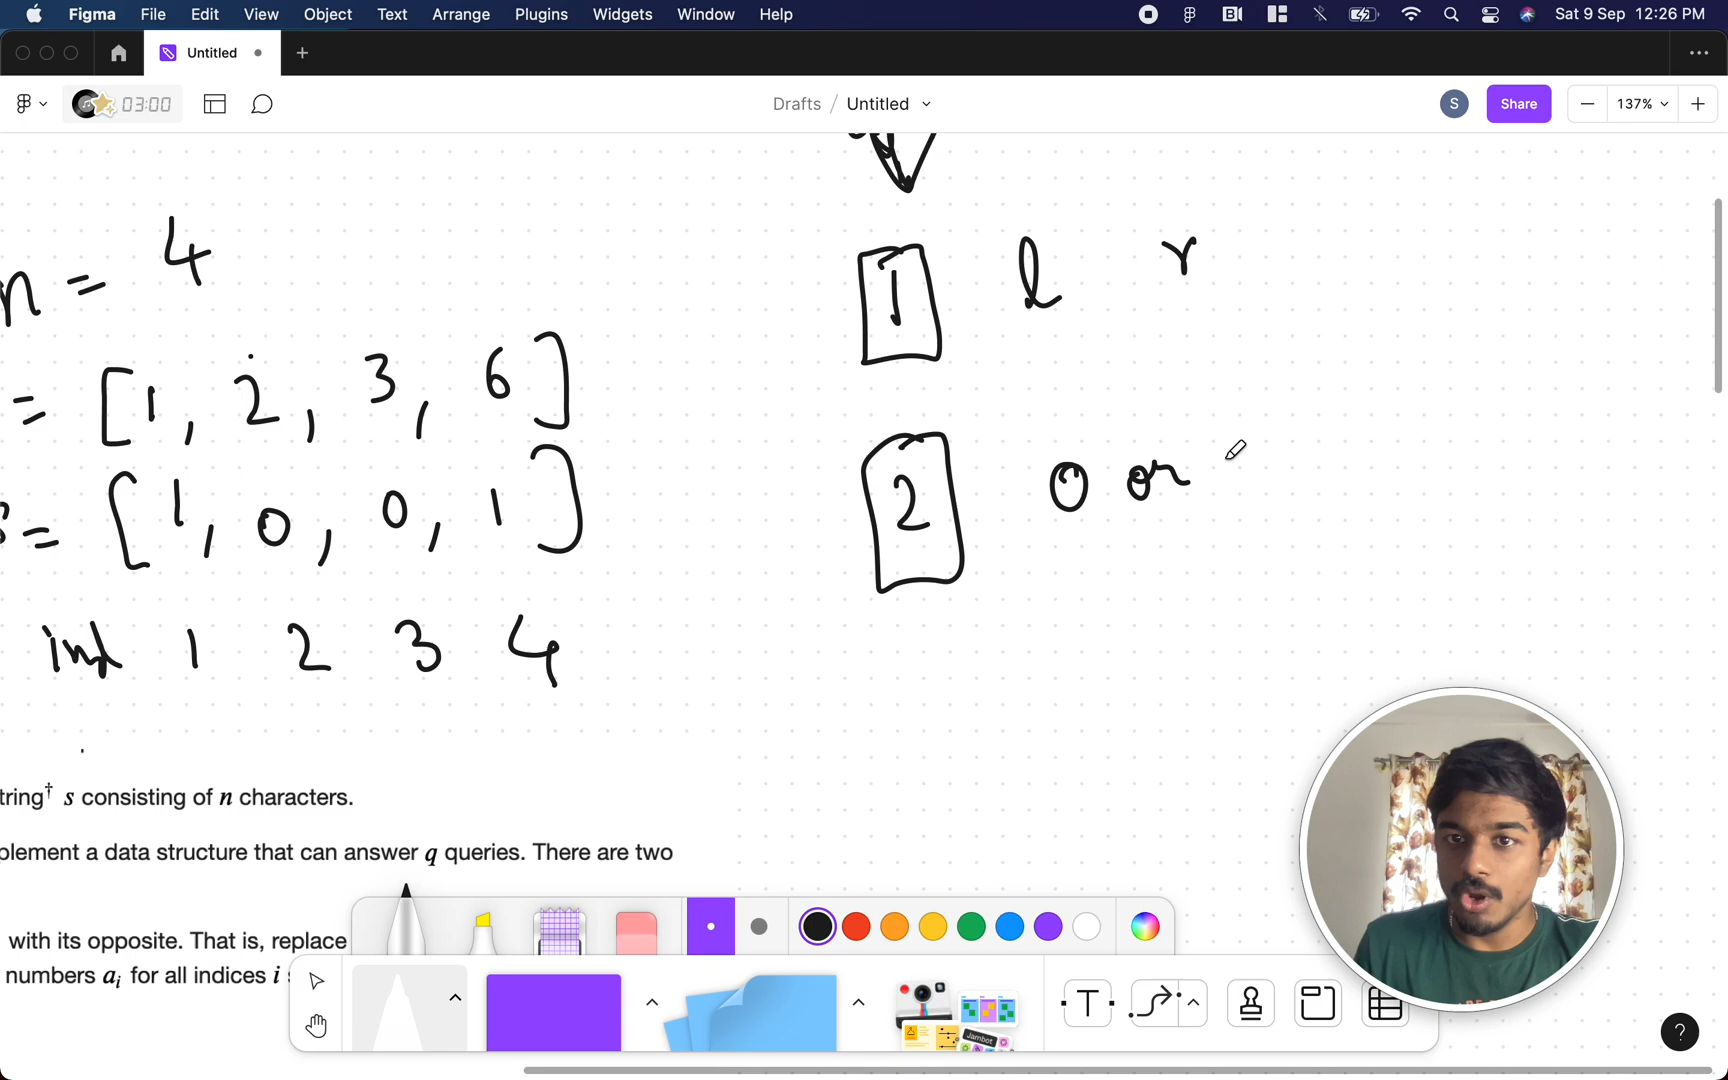 Figma File Edit View Object Text Arrange Plugins Widgets Window Help Sat 9 Sep 12:26 PM
Untitled
03:00 Drafts / Untitled S Share 137%
n = 4
1 l r
= [1, 2, 3, 6]
2 0 or
s = [1, 0, 0, 1]
ind 1 2 3 4
tring† s consisting of n characters.
plement a data structure that can answer q queries. There are two
with its opposite. That is, replace
numbers aᵢ for all indices i
T
Jambot
?